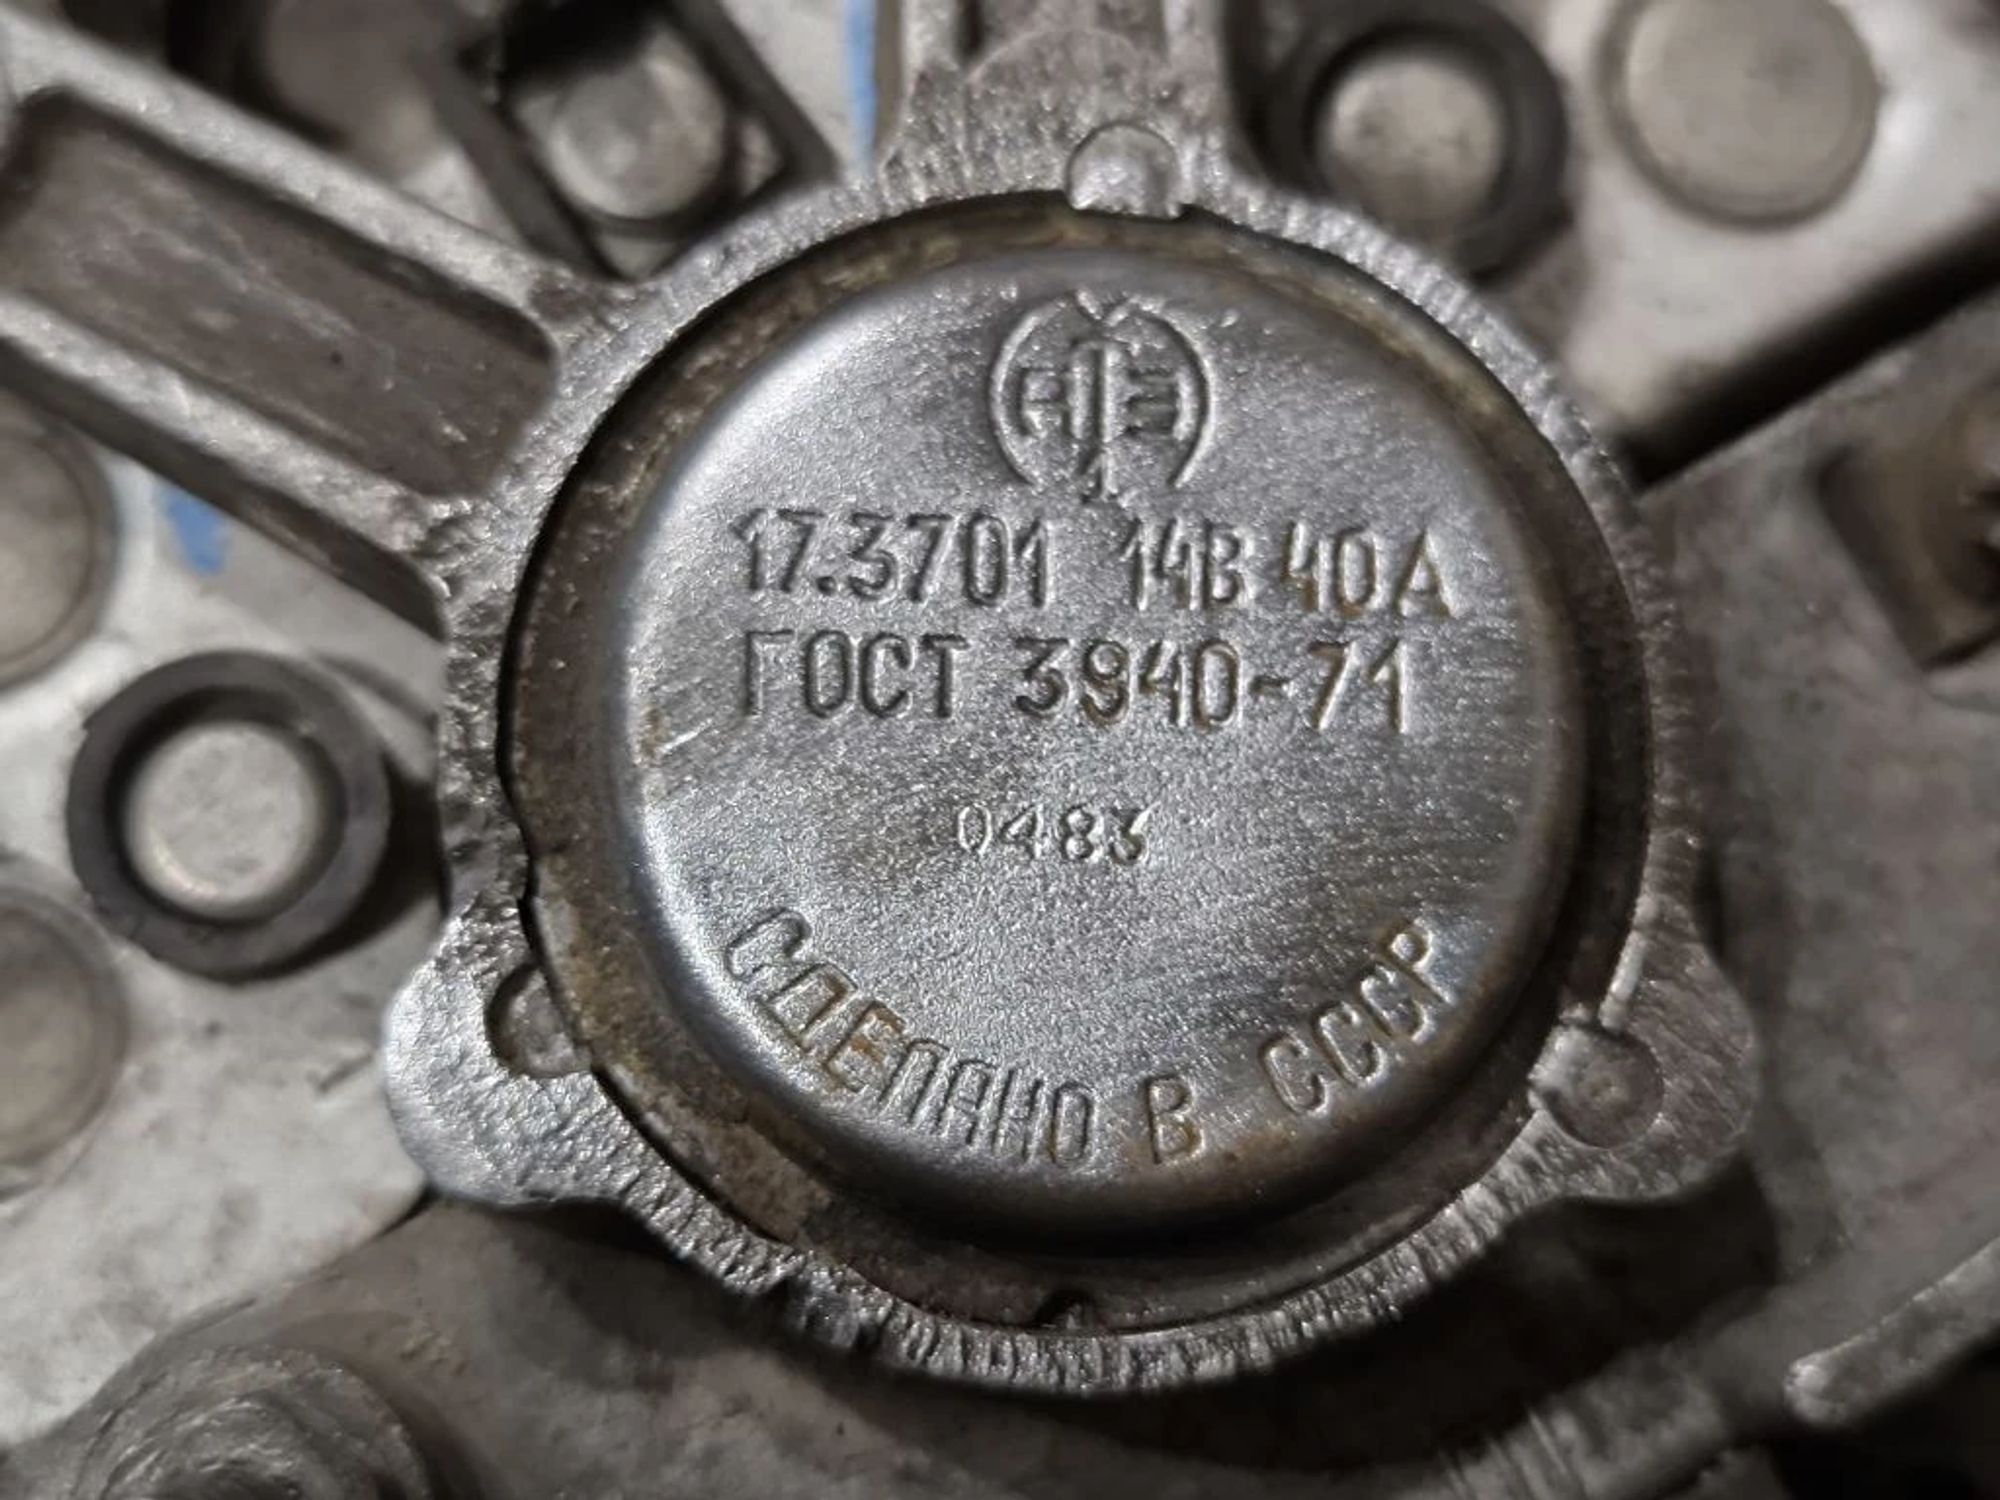 17.3701 14В 40А
ГОСТ 3940-71
0483
СДЕЛАНО В СССР